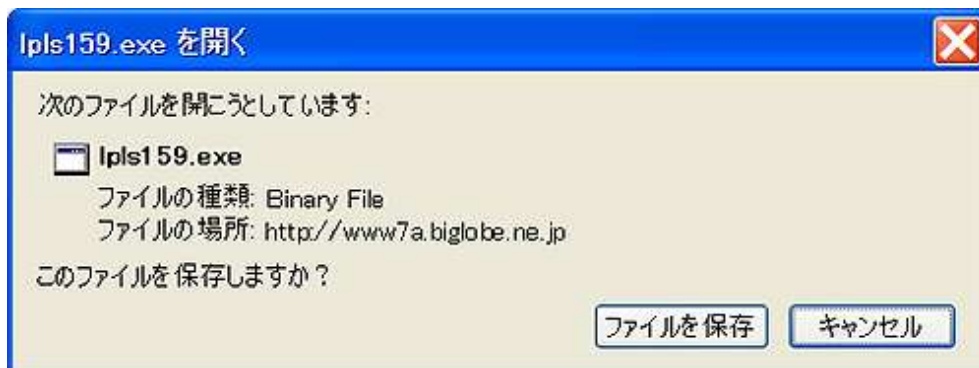 lpls159.exe を開く
次のファイルを開こうとしています:
lpls159.exe
ファイルの種類: Binary File
ファイルの場所: http://www7a.biglobe.ne.jp
このファイルを保存しますか？
ファイルを保存 キャンセル